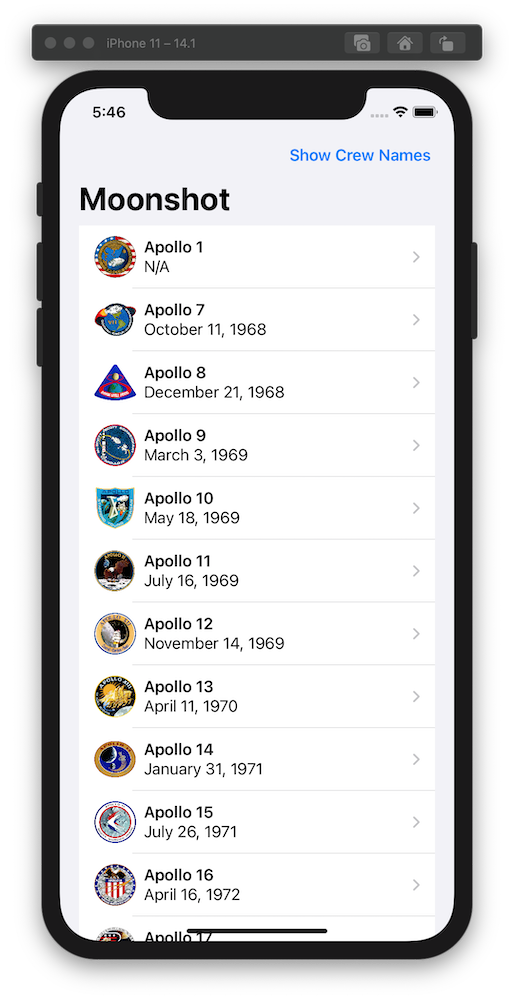 iPhone 11 – 14.1
5:46
Show Crew Names
Moonshot
Apollo 1
N/A
Apollo 7
October 11, 1968
Apollo 8
December 21, 1968
Apollo 9
March 3, 1969
Apollo 10
May 18, 1969
Apollo 11
July 16, 1969
Apollo 12
November 14, 1969
Apollo 13
April 11, 1970
Apollo 14
January 31, 1971
Apollo 15
July 26, 1971
Apollo 16
April 16, 1972
Apollo 17